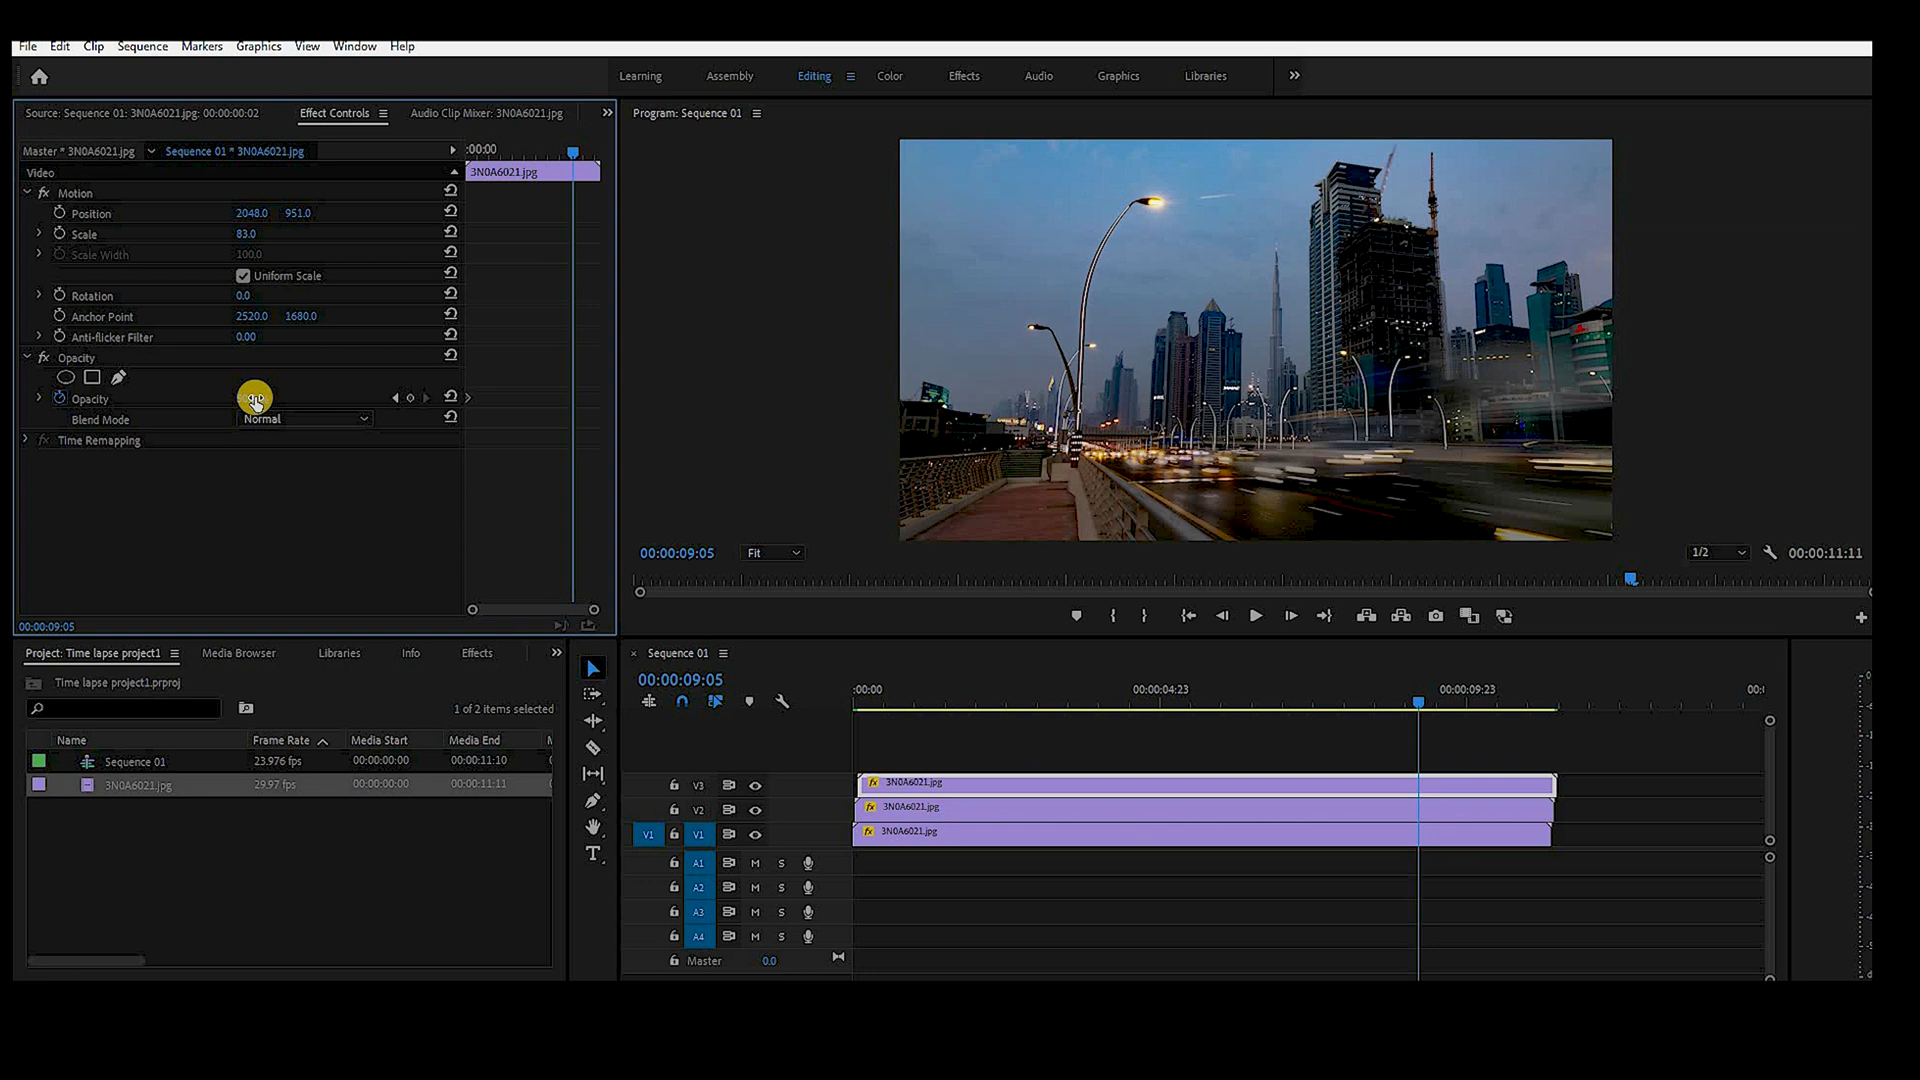 File Edit Clip Sequence Markers Graphics View Window Help
Learning Assembly Editing Color Effects Audio Graphics Libraries
Source: Sequence 01: 3N0A6021.jpg: 00:00:00:02 Effect Controls Audio Clip Mixer: 3N0A6021.jpg
Program: Sequence 01
Master * 3N0A6021.jpg Sequence 01 * 3N0A6021.jpg :00:00
Video 3N0A6021.jpg
fx Motion
Position 2048.0 951.0
Scale 83.0
Scale Width 100.0
Uniform Scale
Rotation 0.0
Anchor Point 2520.0 1680.0
Anti-flicker Filter 0.00
fx Opacity
Opacity
Blend Mode Normal
fx Time Remapping
00:00:09:05 Fit 1/2 00:00:11:11
00:00:09:05
Project: Time lapse project1 Media Browser Libraries Info Effects
Time lapse project1.prproj
1 of 2 items selected
Name Frame Rate Media Start Media End
Sequence 01 23.976 fps 00:00:00:00 00:00:11:10
3N0A6021.jpg 29.97 fps 00:00:00:00 00:00:11:11
× Sequence 01
00:00:09:05
:00:00 00:00:04:23 00:00:09:23 00:
V3 fx 3N0A6021.jpg
V2 fx 3N0A6021.jpg
V1 V1 fx 3N0A6021.jpg
A1 M S
A2 M S
A3 M S
A4 M S
Master 0.0